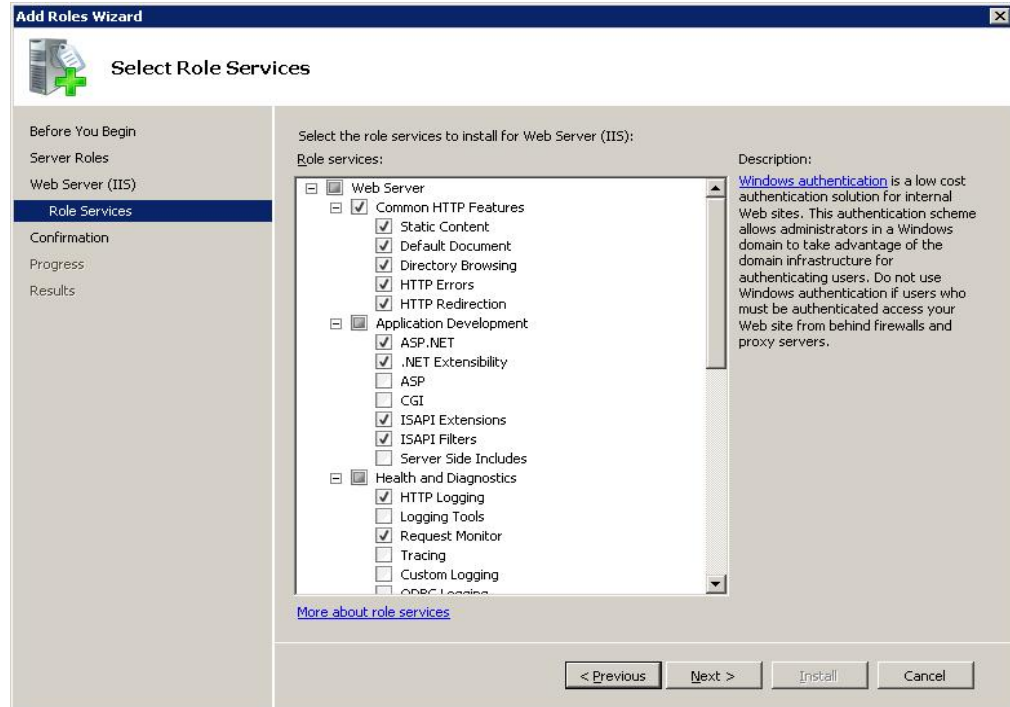 Add Roles Wizard
Select Role Services
Before You Begin
Server Roles
Web Server (IIS)
Role Services
Confirmation
Progress
Results
Select the role services to install for Web Server (IIS):
Role services:
Web Server
Common HTTP Features
Static Content
Default Document
Directory Browsing
HTTP Errors
HTTP Redirection
Application Development
ASP.NET
.NET Extensibility
ASP
CGI
ISAPI Extensions
ISAPI Filters
Server Side Includes
Health and Diagnostics
HTTP Logging
Logging Tools
Request Monitor
Tracing
Custom Logging
ODBC Logging
More about role services
Description:
Windows authentication is a low cost
authentication solution for internal
Web sites. This authentication scheme
allows administrators in a Windows
domain to take advantage of the
domain infrastructure for
authenticating users. Do not use
Windows authentication if users who
must be authenticated access your
Web site from behind firewalls and
proxy servers.
< Previous
Next >
Install
Cancel